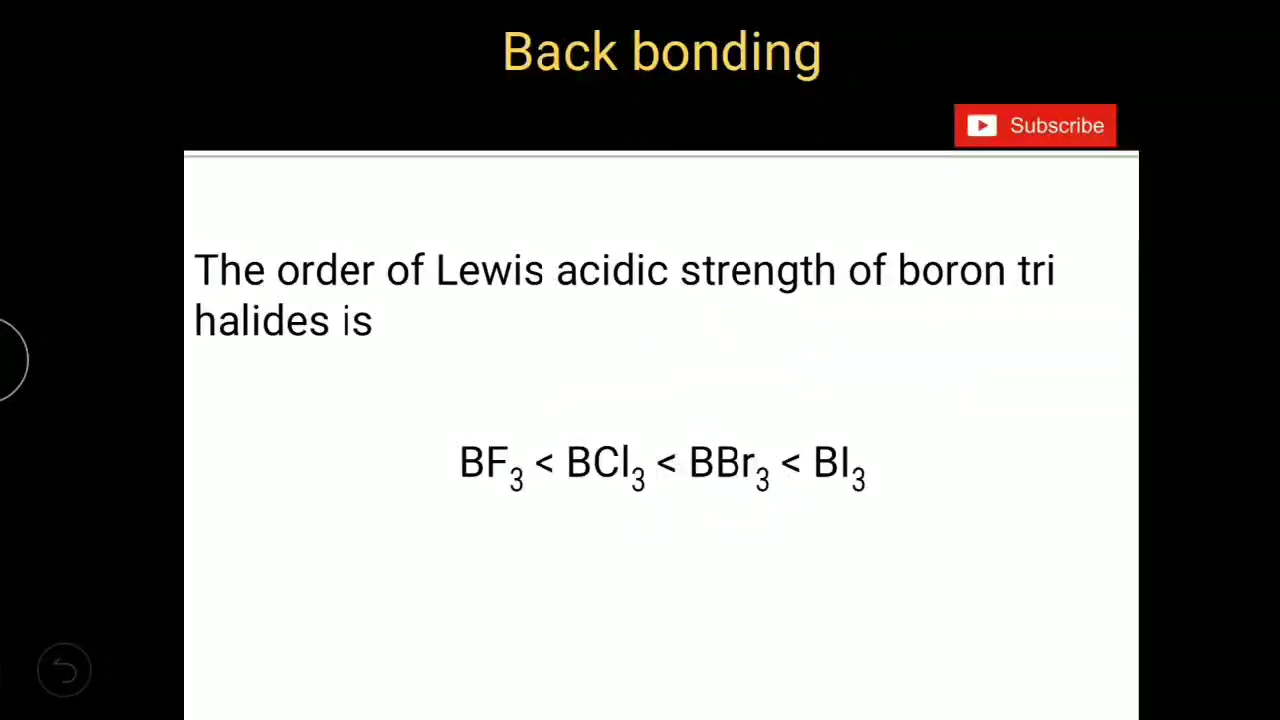 Back bonding
Subscribe
The order of Lewis acidic strength of boron tri
halides is
BF₃ < BCl₃ < BBr₃ < BI₃